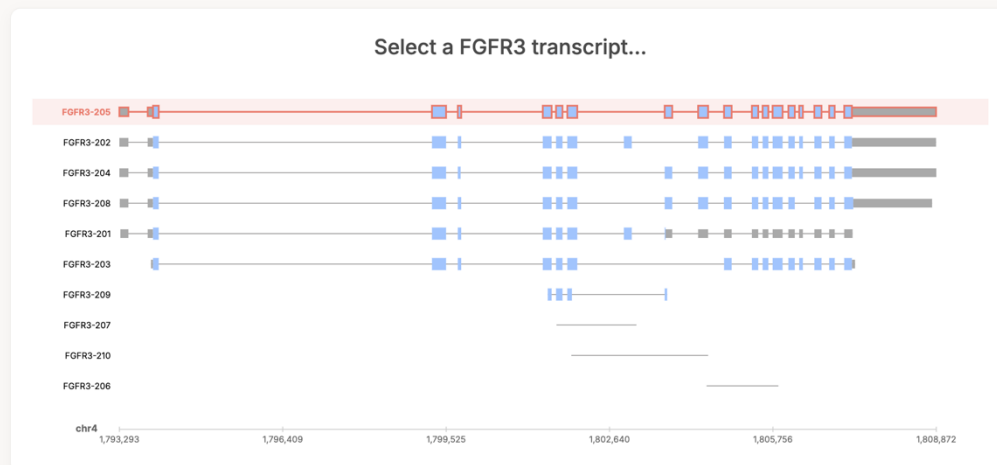 Select a FGFR3 transcript...
FGFR3-205
FGFR3-202
FGFR3-204
FGFR3-208
FGFR3-201
FGFR3-203
FGFR3-209
FGFR3-207
FGFR3-210
FGFR3-206
chr4
1,793,293 1,796,409 1,799,525 1,802,640 1,805,756 1,808,872